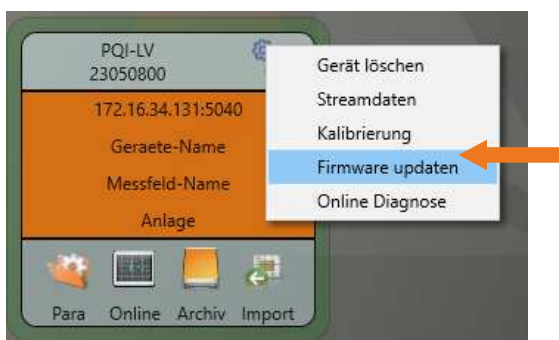 PQI-LV
23050800
172.16.34.131:5040
Geraete-Name
Messfeld-Name
Anlage
Para Online Archiv Import
Gerät löschen
Streamdaten
Kalibrierung
Firmware updaten
Online Diagnose